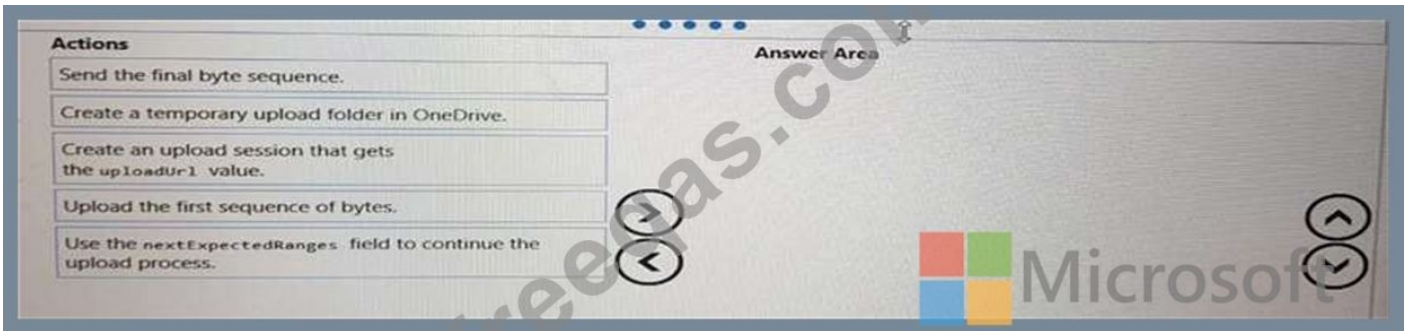 Actions
Answer Area
Send the final byte sequence.
Create a temporary upload folder in OneDrive.
Create an upload session that gets
the uploadUrl value.
Upload the first sequence of bytes.
Use the nextExpectedRanges field to continue the
upload process.
Microsoft